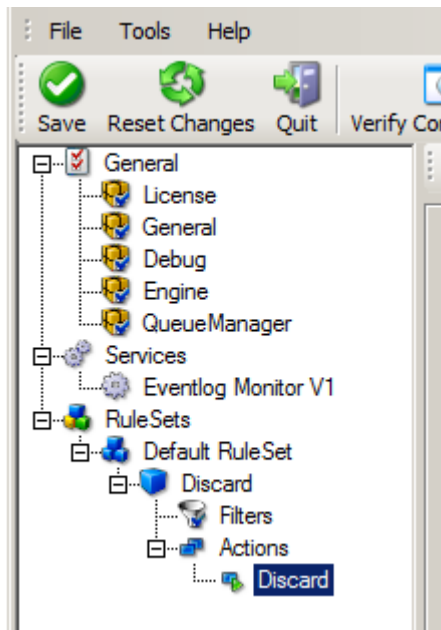 File Tools Help
Save Reset Changes Quit Verify
General
License
General
Debug
Engine
QueueManager
Services
Eventlog Monitor V1
RuleSets
Default RuleSet
Discard
Filters
Actions
Discard